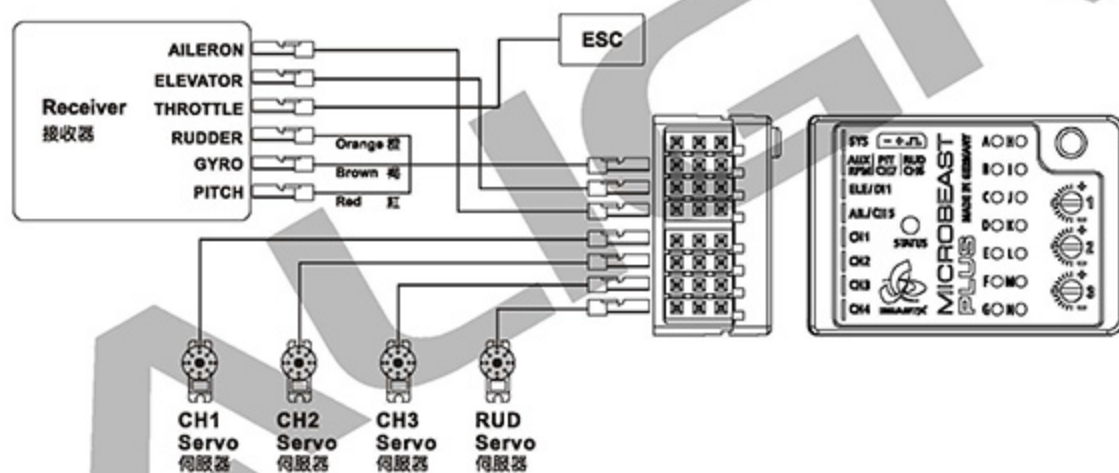 AILERON
ELEVATOR
THROTTLE
RUDDER
GYRO
PITCH
Receiver
接收器
ESC
Orange 橙
Brown 褐
Red 紅
CH1
Servo
伺服器
CH2
Servo
伺服器
CH3
Servo
伺服器
RUD
Servo
伺服器
SYS
AUX PIT RUD
RPM CH7 CH6
ELE/DI1
AIL/CH5
CH1
CH2
CH3
CH4
STATUS
MICROBEAST
PLUS
MADE IN GERMANY
A H
B I
C J
D K
E L
F M
G N
1
2
3